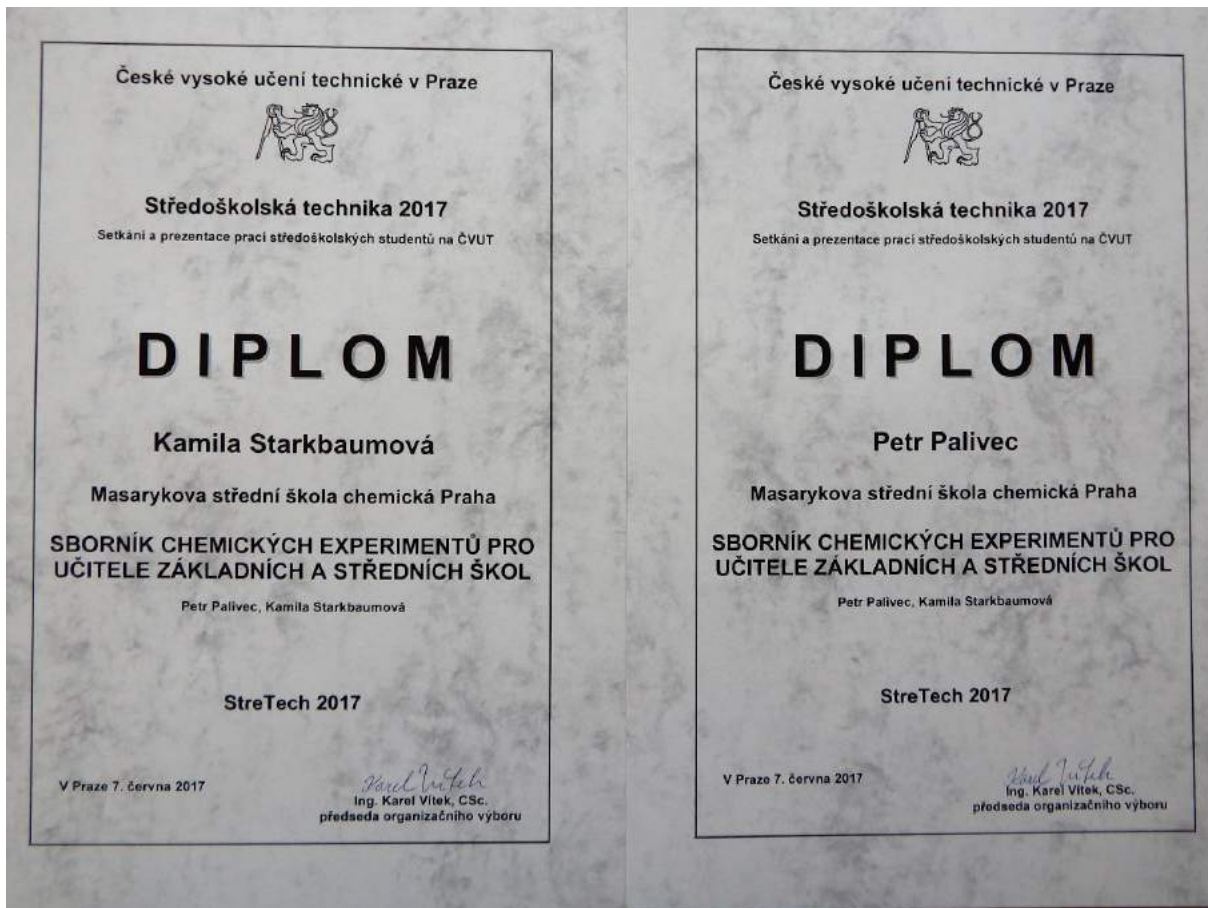 České vysoké učení technické v Praze
Středoškolská technika 2017
Setkání a prezentace prací středoškolských studentů na ČVUT
DIPLOM
Kamila Starkbaumová
Masarykova střední škola chemická Praha
SBORNÍK CHEMICKÝCH EXPERIMENTŮ PRO
UČITELE ZÁKLADNÍCH A STŘEDNÍCH ŠKOL
Petr Palivec, Kamila Starkbaumová
StreTech 2017
V Praze 7. června 2017
Karel Vítek
Ing. Karel Vítek, CSc.
předseda organizačního výboru
České vysoké učení technické v Praze
Středoškolská technika 2017
Setkání a prezentace prací středoškolských studentů na ČVUT
DIPLOM
Petr Palivec
Masarykova střední škola chemická Praha
SBORNÍK CHEMICKÝCH EXPERIMENTŮ PRO
UČITELE ZÁKLADNÍCH A STŘEDNÍCH ŠKOL
Petr Palivec, Kamila Starkbaumová
StreTech 2017
V Praze 7. června 2017
Karel Vítek
Ing. Karel Vítek, CSc.
předseda organizačního výboru